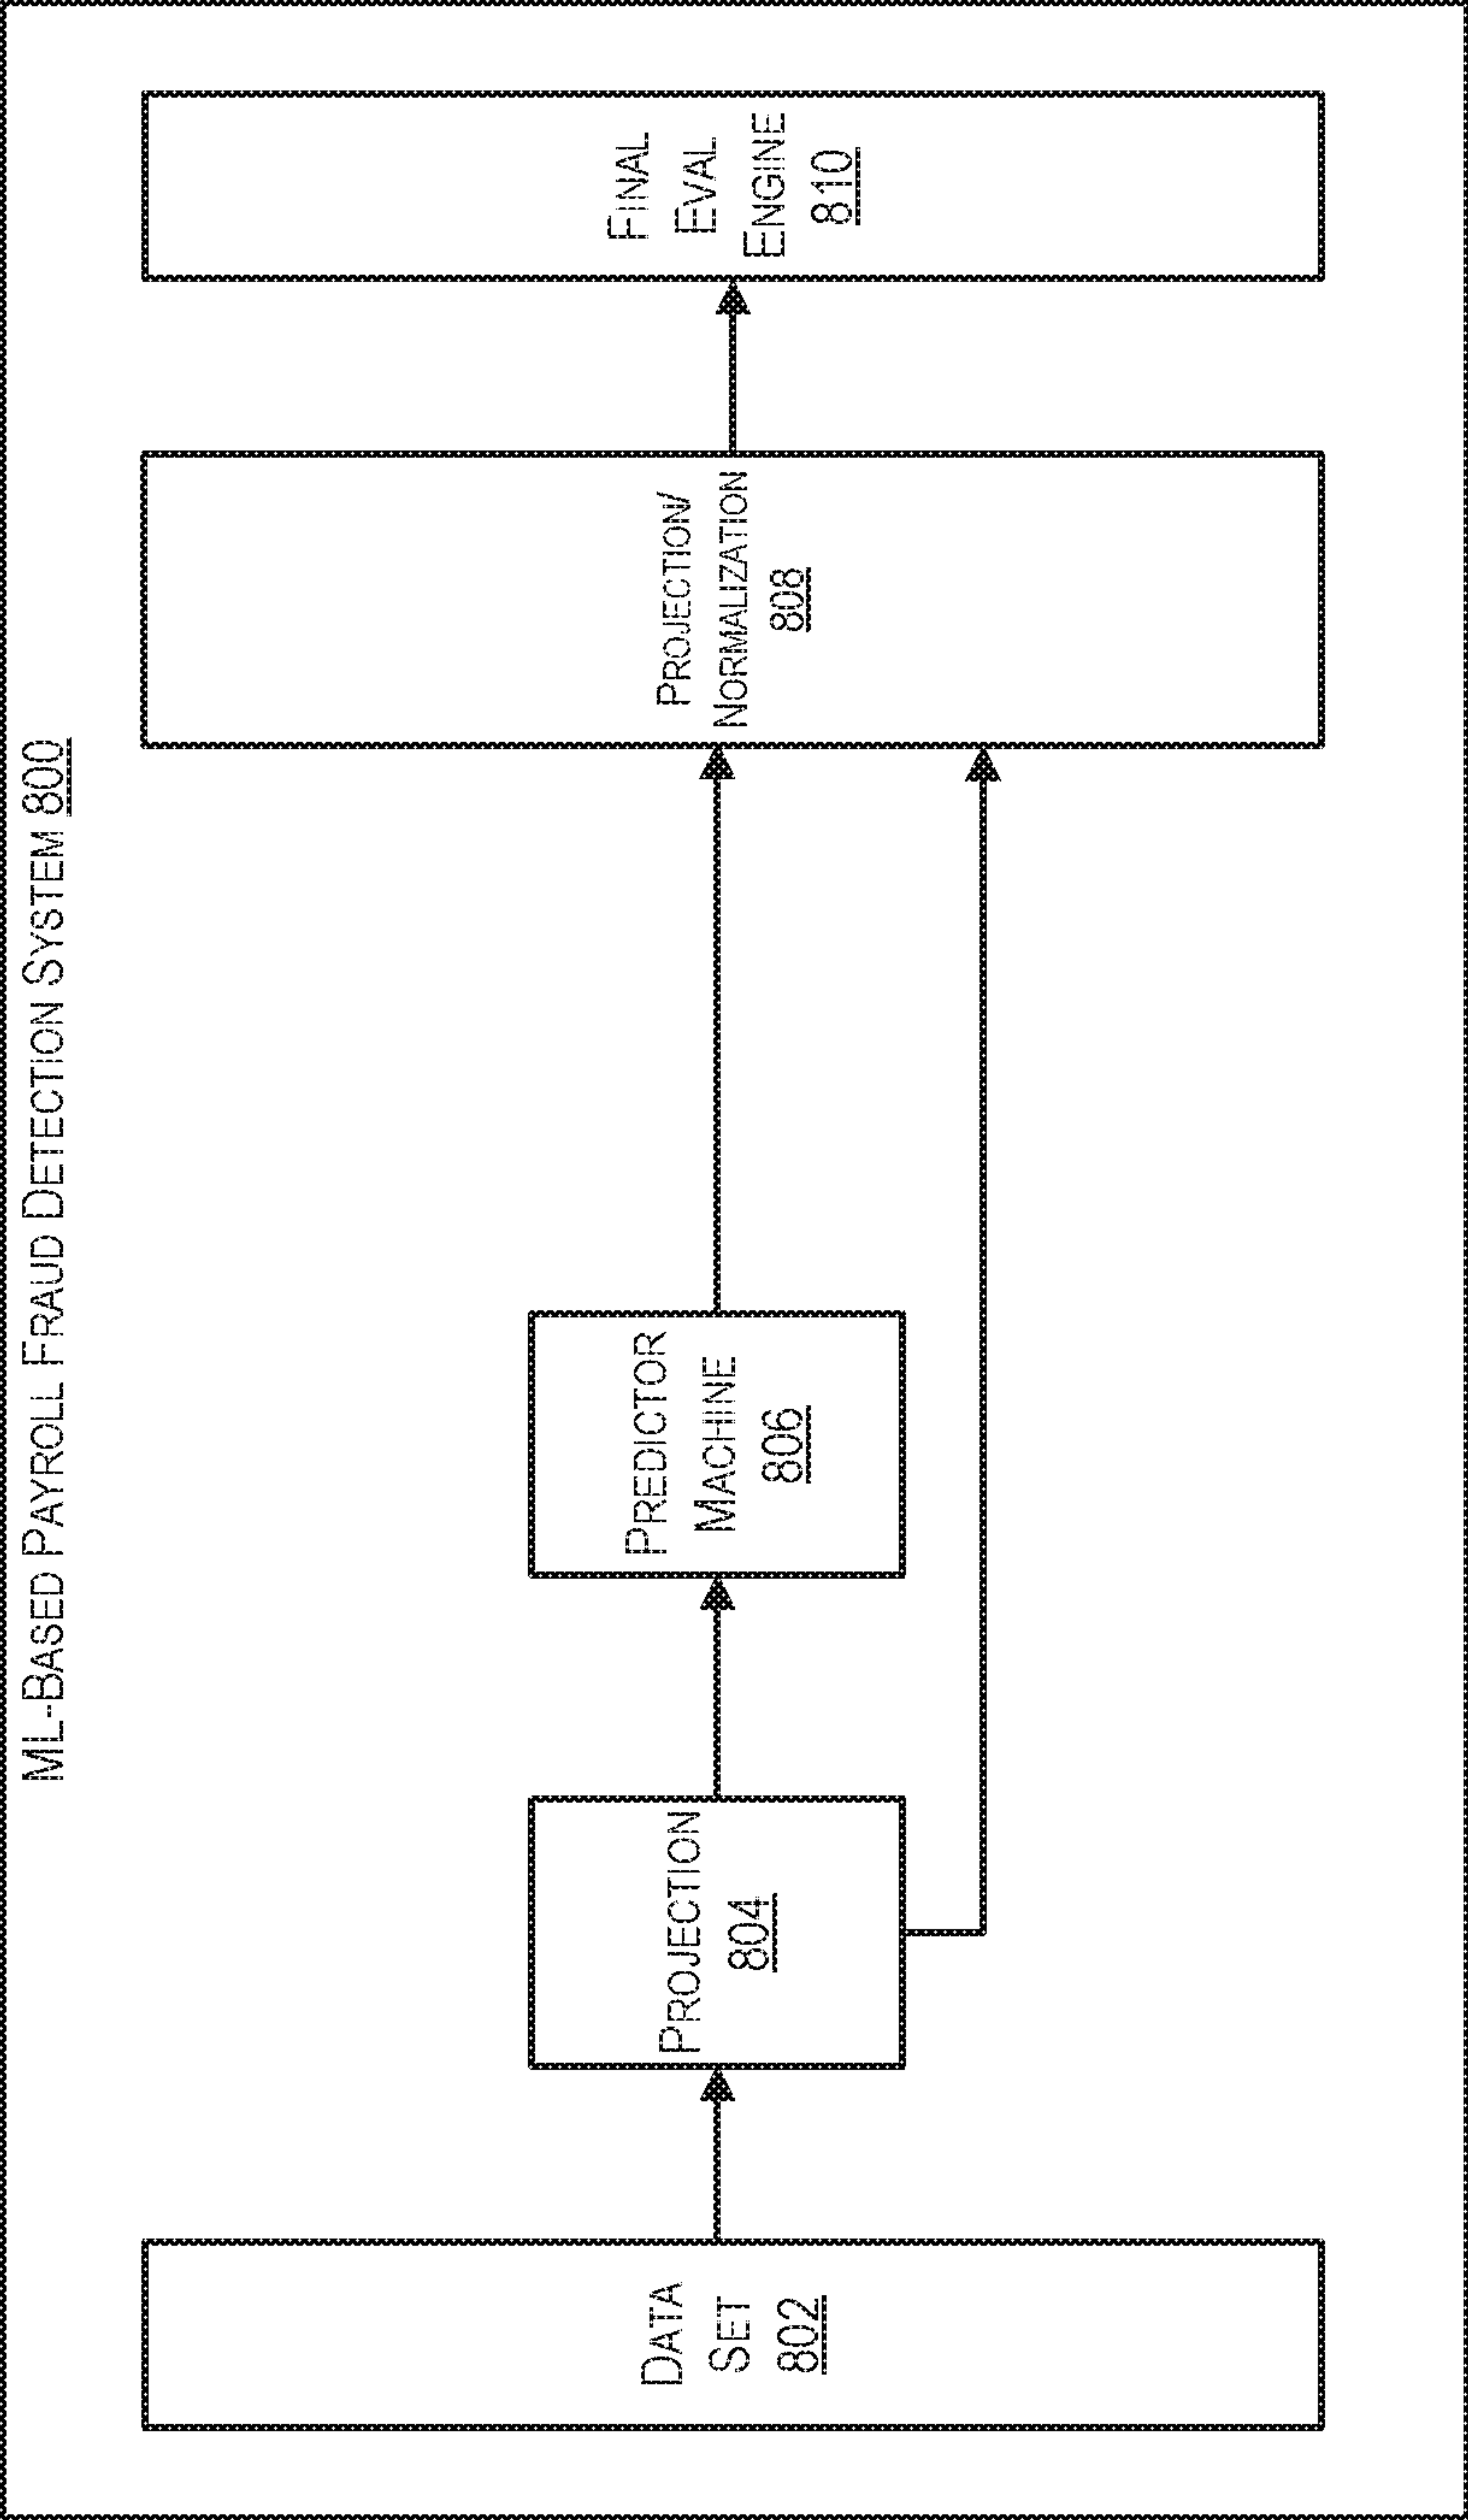 ML-BASED PAYROLL FRAUD DETECTION SYSTEM 800
DATA
SET
802
PROJECTION
804
PREDICTOR
MACHINE
806
PROJECTION/
NORMALIZATION
808
FINAL
EVAL
ENGINE
810